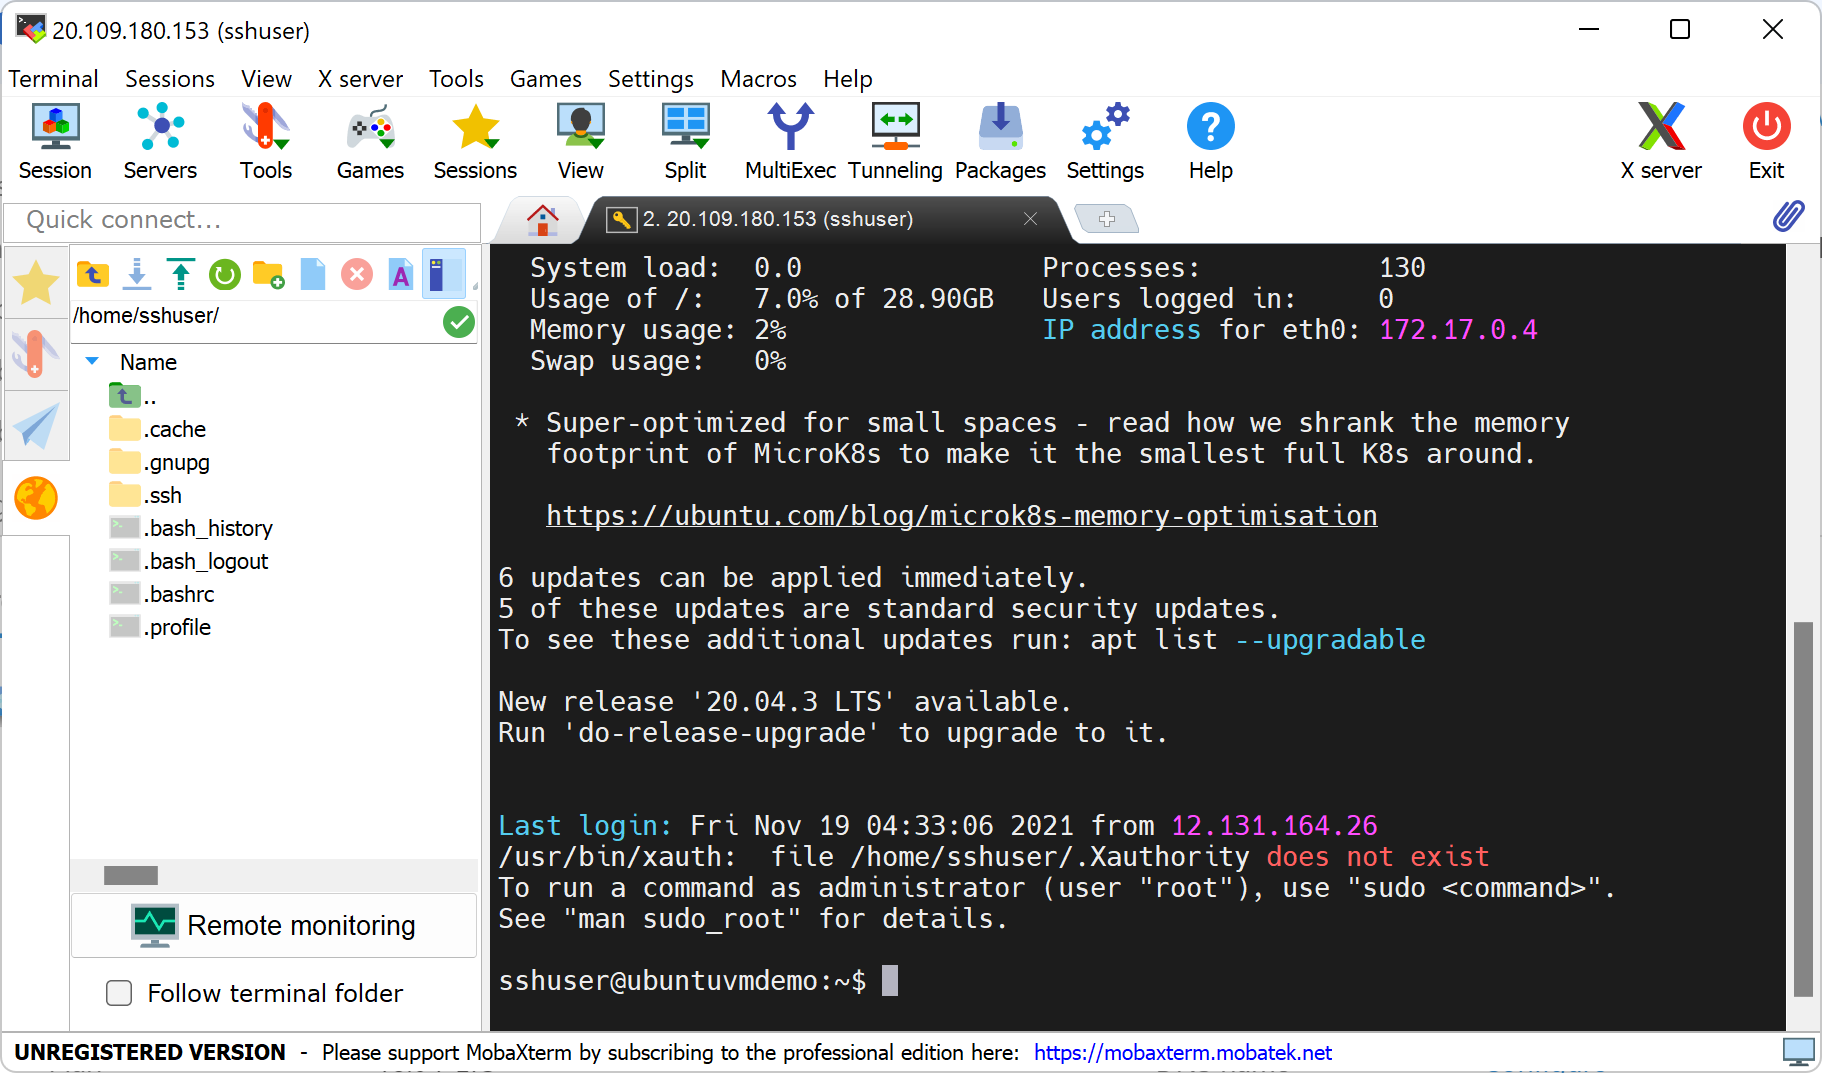 20.109.180.153 (sshuser)
Terminal Sessions View X server Tools Games Settings Macros Help
Session Servers Tools Games Sessions View Split MultiExec Tunneling Packages Settings Help X server Exit
Quick connect...
2. 20.109.180.153 (sshuser)
/home/sshuser/
Name
..
.cache
.gnupg
.ssh
.bash_history
.bash_logout
.bashrc
.profile
Remote monitoring
Follow terminal folder
System load: 0.0 Processes: 130
Usage of /: 7.0% of 28.90GB Users logged in: 0
Memory usage: 2% IP address for eth0: 172.17.0.4
Swap usage: 0%
* Super-optimized for small spaces - read how we shrank the memory
footprint of MicroK8s to make it the smallest full K8s around.
https://ubuntu.com/blog/microk8s-memory-optimisation
6 updates can be applied immediately.
5 of these updates are standard security updates.
To see these additional updates run: apt list --upgradable
New release '20.04.3 LTS' available.
Run 'do-release-upgrade' to upgrade to it.
Last login: Fri Nov 19 04:33:06 2021 from 12.131.164.26
/usr/bin/xauth:  file /home/sshuser/.Xauthority does not exist
To run a command as administrator (user "root"), use "sudo <command>".
See "man sudo_root" for details.
sshuser@ubuntuvmdemo:~$
UNREGISTERED VERSION - Please support MobaXterm by subscribing to the professional edition here: https://mobaxterm.mobatek.net